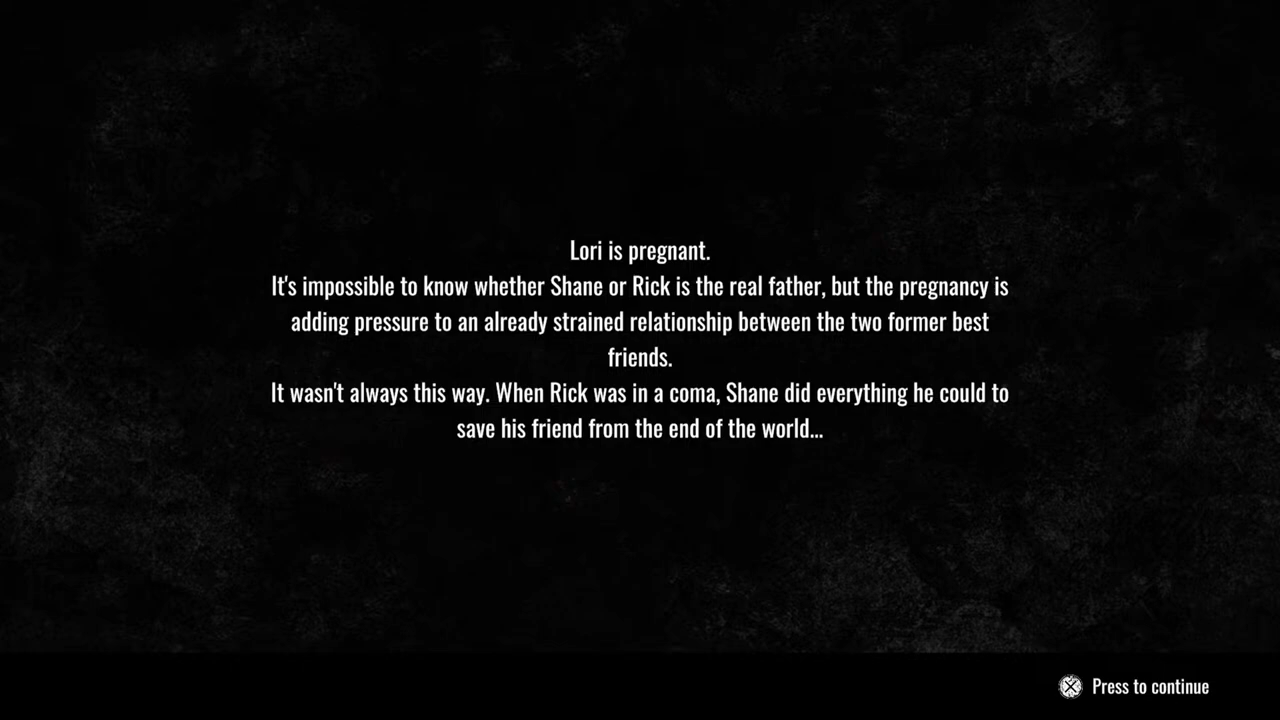 Lori is pregnant.
It's impossible to know whether Shane or Rick is the real father, but the pregnancy is
adding pressure to an already strained relationship between the two former best
friends.
It wasn't always this way. When Rick was in a coma, Shane did everything he could to
save his friend from the end of the world...
Press to continue